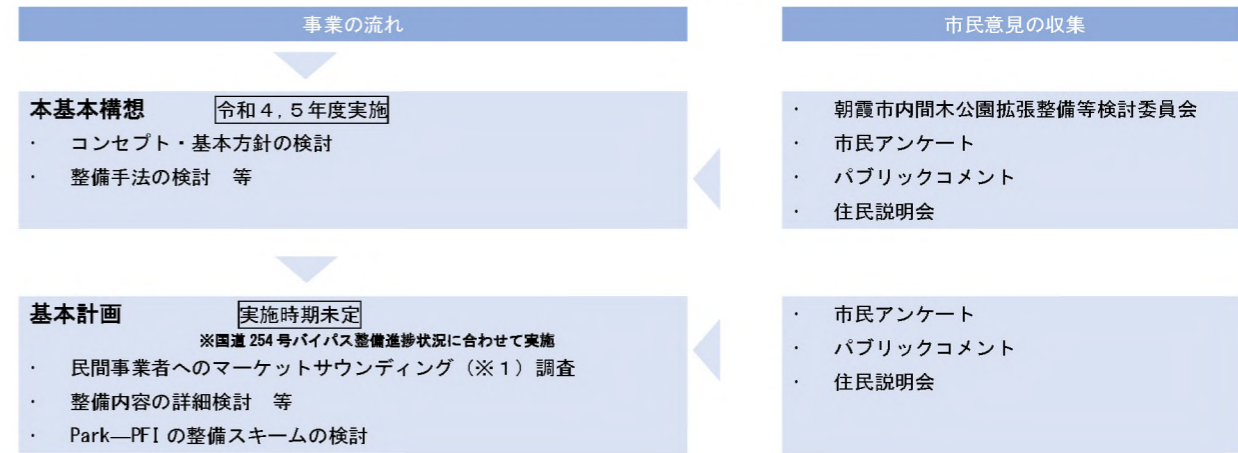 事業の流れ
市民意見の収集
本基本構想 令和４,５年度実施
・ コンセプト・基本方針の検討
・ 整備手法の検討 等
・ 朝霞市内間木公園拡張整備等検討委員会
・ 市民アンケート
・ パブリックコメント
・ 住民説明会
基本計画 実施時期未定
※国道254号バイパス整備進捗状況に合わせて実施
・ 民間事業者へのマーケットサウンディング（※１）調査
・ 整備内容の詳細検討 等
・ Park―PFIの整備スキームの検討
・ 市民アンケート
・ パブリックコメント
・ 住民説明会